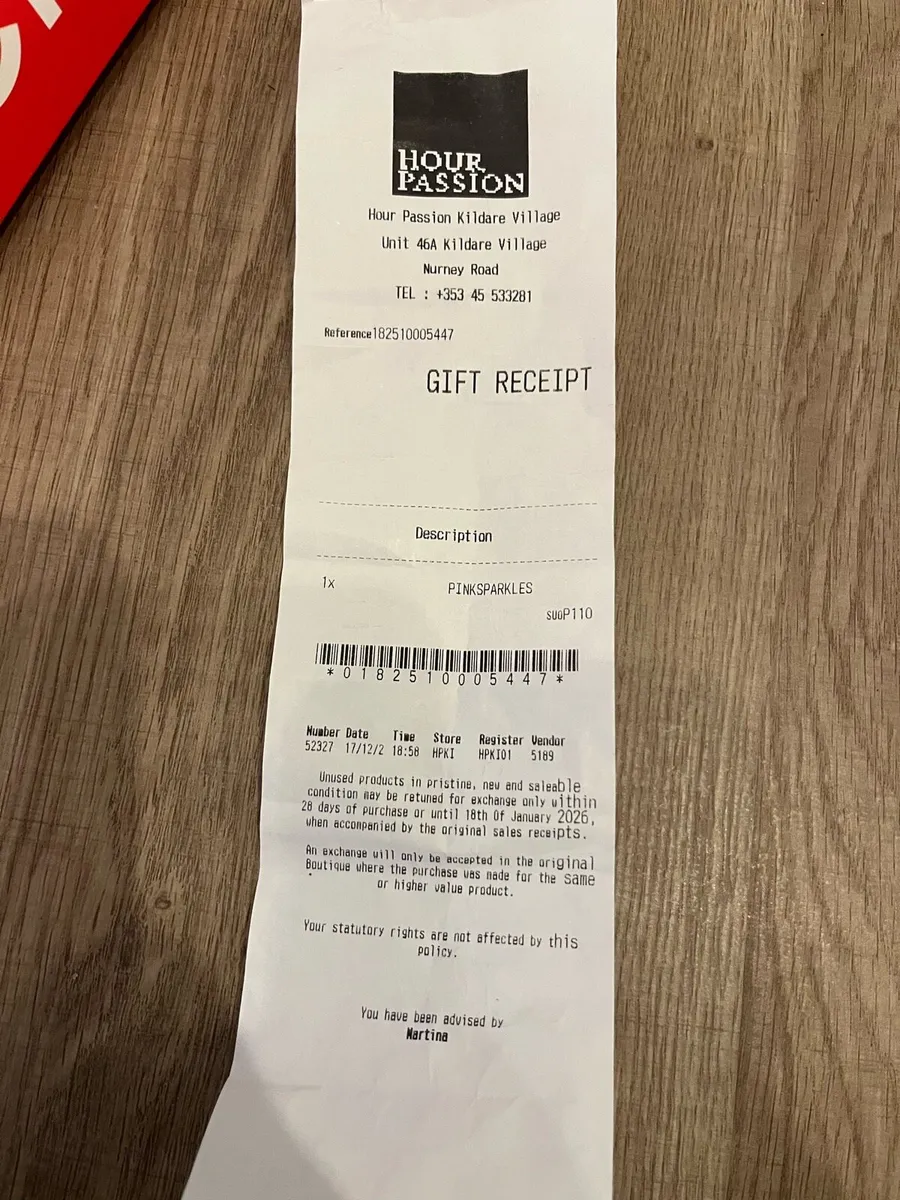 HOUR
PASSION
Hour Passion Kildare Village
Unit 46A Kildare Village
Nurney Road
TEL : +353 45 533281
Reference182510005447
GIFT RECEIPT
Description
1x PINKSPARKLES
suoP110
*0182510005447*
Number Date Time Store Register Vendor
52327 17/12/2 18:58 HPKI HPKI01 5189
Unused products in pristine, new and saleable
condition may be retuned for exchange only within
28 days of purchase or until 18th Of January 2026,
when accompanied by the original sales receipts.
An exchange will only be accepted in the original
Boutique where the purchase was made for the same
or higher value product.
Your statutory rights are not affected by this
policy.
You have been advised by
Martina